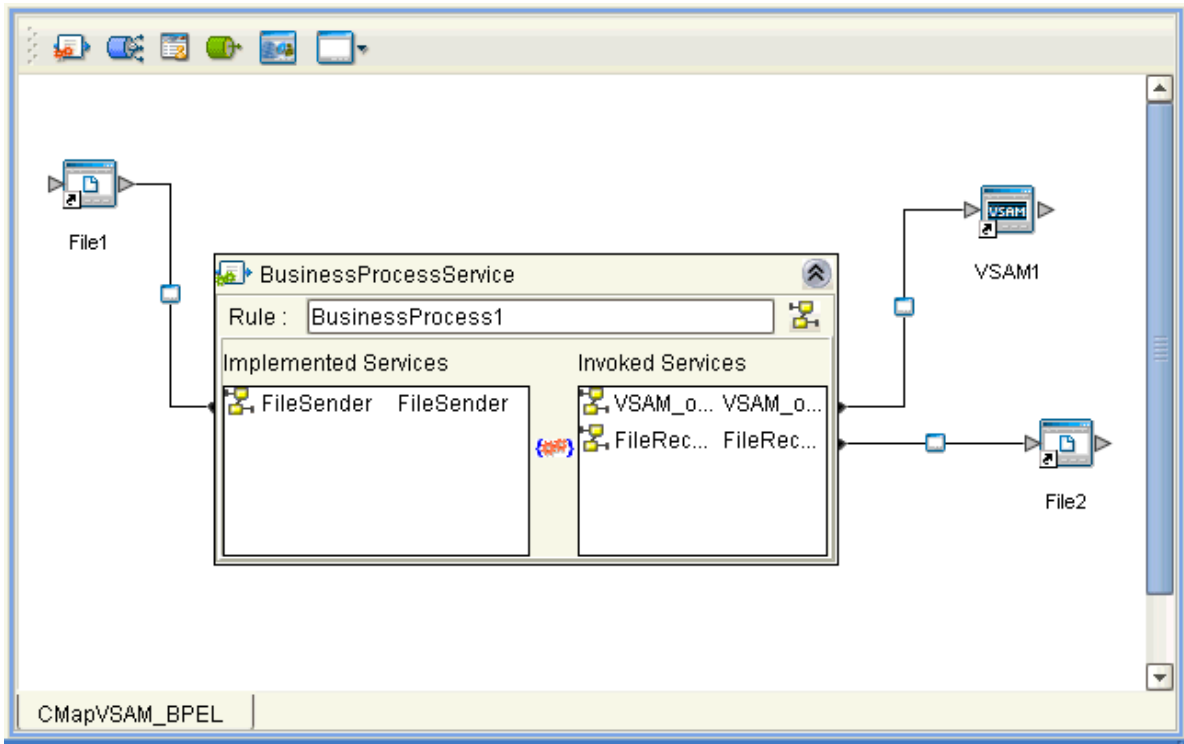 File1
VSAM
VSAM1
BusinessProcessService
Rule : BusinessProcess1
Implemented Services
Invoked Services
FileSender FileSender
VSAM_o... VSAM_o...
FileRec... FileRec...
File2
CMapVSAM_BPEL